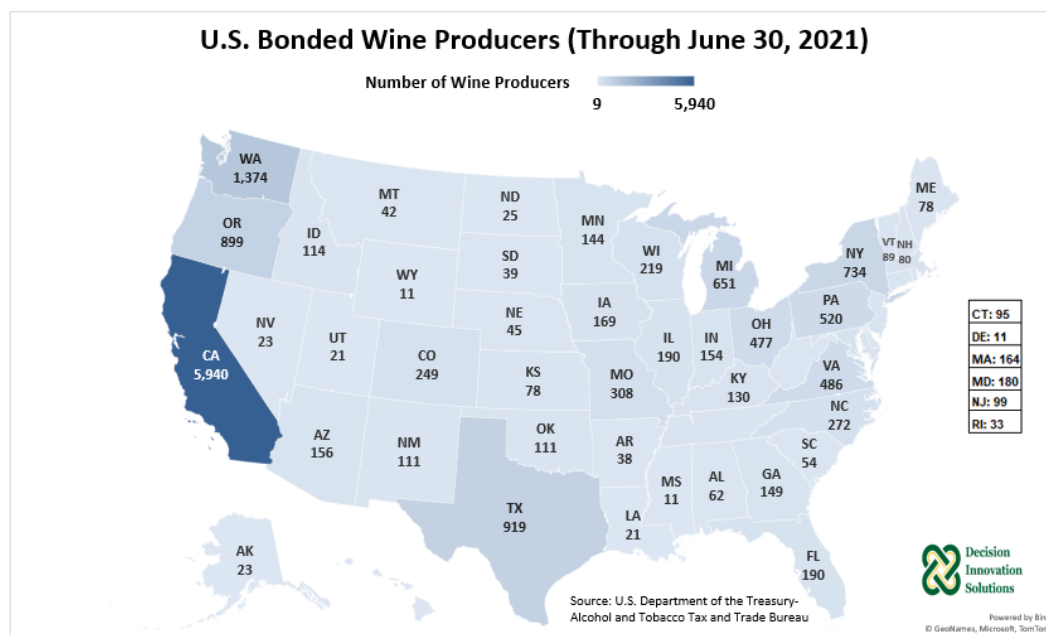 U.S. Bonded Wine Producers (Through June 30, 2021)
Number of Wine Producers
9
5,940
WA
1,374
MT
42
ND
25
MN
144
ME
78
OR
899
ID
114
SD
39
WI
219
MI
651
VT
89
NH
80
NY
734
WY
11
IA
169
PA
520
NE
45
NV
23
UT
21
CO
249
IL
190
IN
154
OH
477
CA
5,940
KS
78
MO
308
KY
130
VA
486
NC
272
AZ
156
NM
111
OK
111
AR
38
SC
54
MS
11
AL
62
GA
149
TX
919
LA
21
FL
190
AK
23
CT: 95
DE: 11
MA: 164
MD: 180
NJ: 99
RI: 33
Decision
Innovation
Solutions
Source: U.S. Department of the Treasury-
Alcohol and Tobacco Tax and Trade Bureau
Powered by Bin
© GeoNames, Microsoft, TomTom